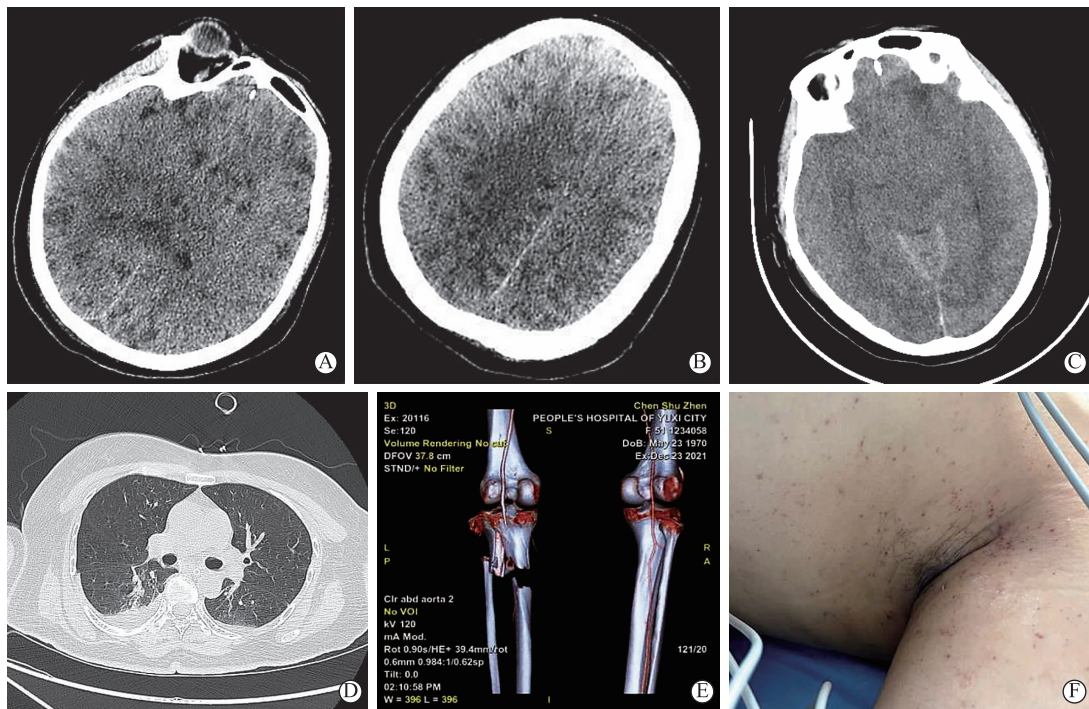 A
B
C
D
3D
Ex: 20116
Se:120
Volume Rendering No cut
DFOV 37.8 cm
STND/+ No Filter
Chen Shu Zhen
PEOPLE'S HOSPITAL OF YUXI CITY
S F 51 1234058
DoB: May 23 1970
Ex:Dec 23 2021
L
P
R
A
Clr abd aorta 2
No VOI
kV 120
mA Mod.
Rot 0.90s/HE+ 39.4mm/rot
0.6mm 0.984:1/0.62sp
Tilt: 0.0
02:10:58 PM
W = 396 L = 396
121/20
I
E
F